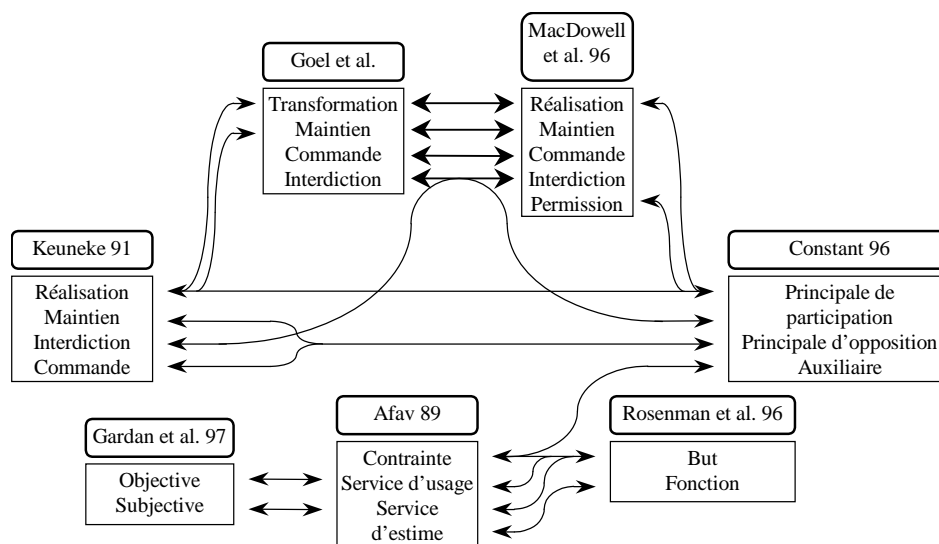 MacDowell
et al. 96
Goel et al.
Transformation
Maintien
Commande
Interdiction
Réalisation
Maintien
Commande
Interdiction
Permission
Keuneke 91
Réalisation
Maintien
Interdiction
Commande
Constant 96
Principale de
participation
Principale d'opposition
Auxiliaire
Gardan et al. 97
Objective
Subjective
Afav 89
Contrainte
Service d'usage
Service
d'estime
Rosenman et al. 96
But
Fonction